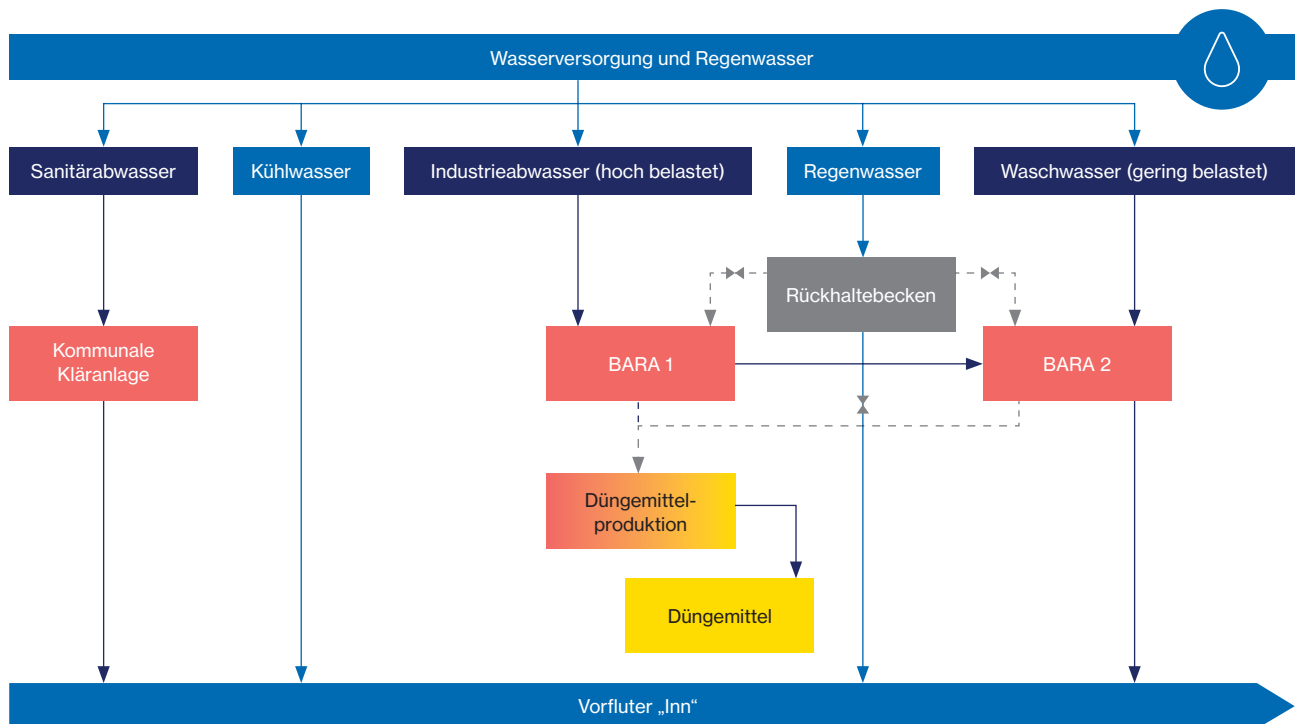 Wasserversorgung und Regenwasser
Sanitärabwasser
Kühlwasser
Industrieabwasser (hoch belastet)
Regenwasser
Waschwasser (gering belastet)
Rückhaltebecken
Kommunale
Kläranlage
BARA 1
BARA 2
Düngemittel-
produktion
Düngemittel
Vorfluter „Inn“